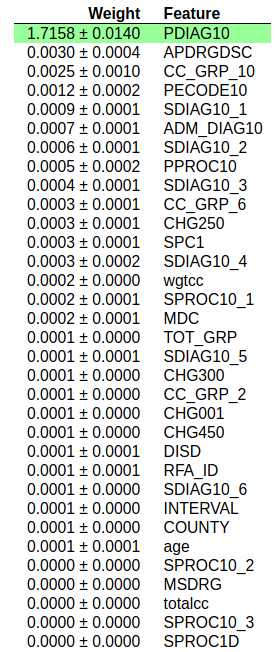 Weight Feature
1.7158 ± 0.0140 PDIAG10
0.0030 ± 0.0004 APDRGDSC
0.0025 ± 0.0010 CC_GRP_10
0.0012 ± 0.0002 PECODE10
0.0009 ± 0.0001 SDIAG10_1
0.0007 ± 0.0001 ADM_DIAG10
0.0006 ± 0.0001 SDIAG10_2
0.0005 ± 0.0002 PPROC10
0.0004 ± 0.0001 SDIAG10_3
0.0003 ± 0.0001 CC_GRP_6
0.0003 ± 0.0001 CHG250
0.0003 ± 0.0001 SPC1
0.0003 ± 0.0002 SDIAG10_4
0.0002 ± 0.0000 wgtcc
0.0002 ± 0.0001 SPROC10_1
0.0002 ± 0.0001 MDC
0.0001 ± 0.0000 TOT_GRP
0.0001 ± 0.0001 SDIAG10_5
0.0001 ± 0.0000 CHG300
0.0001 ± 0.0000 CC_GRP_2
0.0001 ± 0.0000 CHG001
0.0001 ± 0.0000 CHG450
0.0001 ± 0.0001 DISD
0.0001 ± 0.0001 RFA_ID
0.0001 ± 0.0000 SDIAG10_6
0.0001 ± 0.0000 INTERVAL
0.0001 ± 0.0000 COUNTY
0.0001 ± 0.0001 age
0.0000 ± 0.0000 SPROC10_2
0.0000 ± 0.0000 MSDRG
0.0000 ± 0.0000 totalcc
0.0000 ± 0.0000 SPROC10_3
0.0000 ± 0.0000 SPROC1D